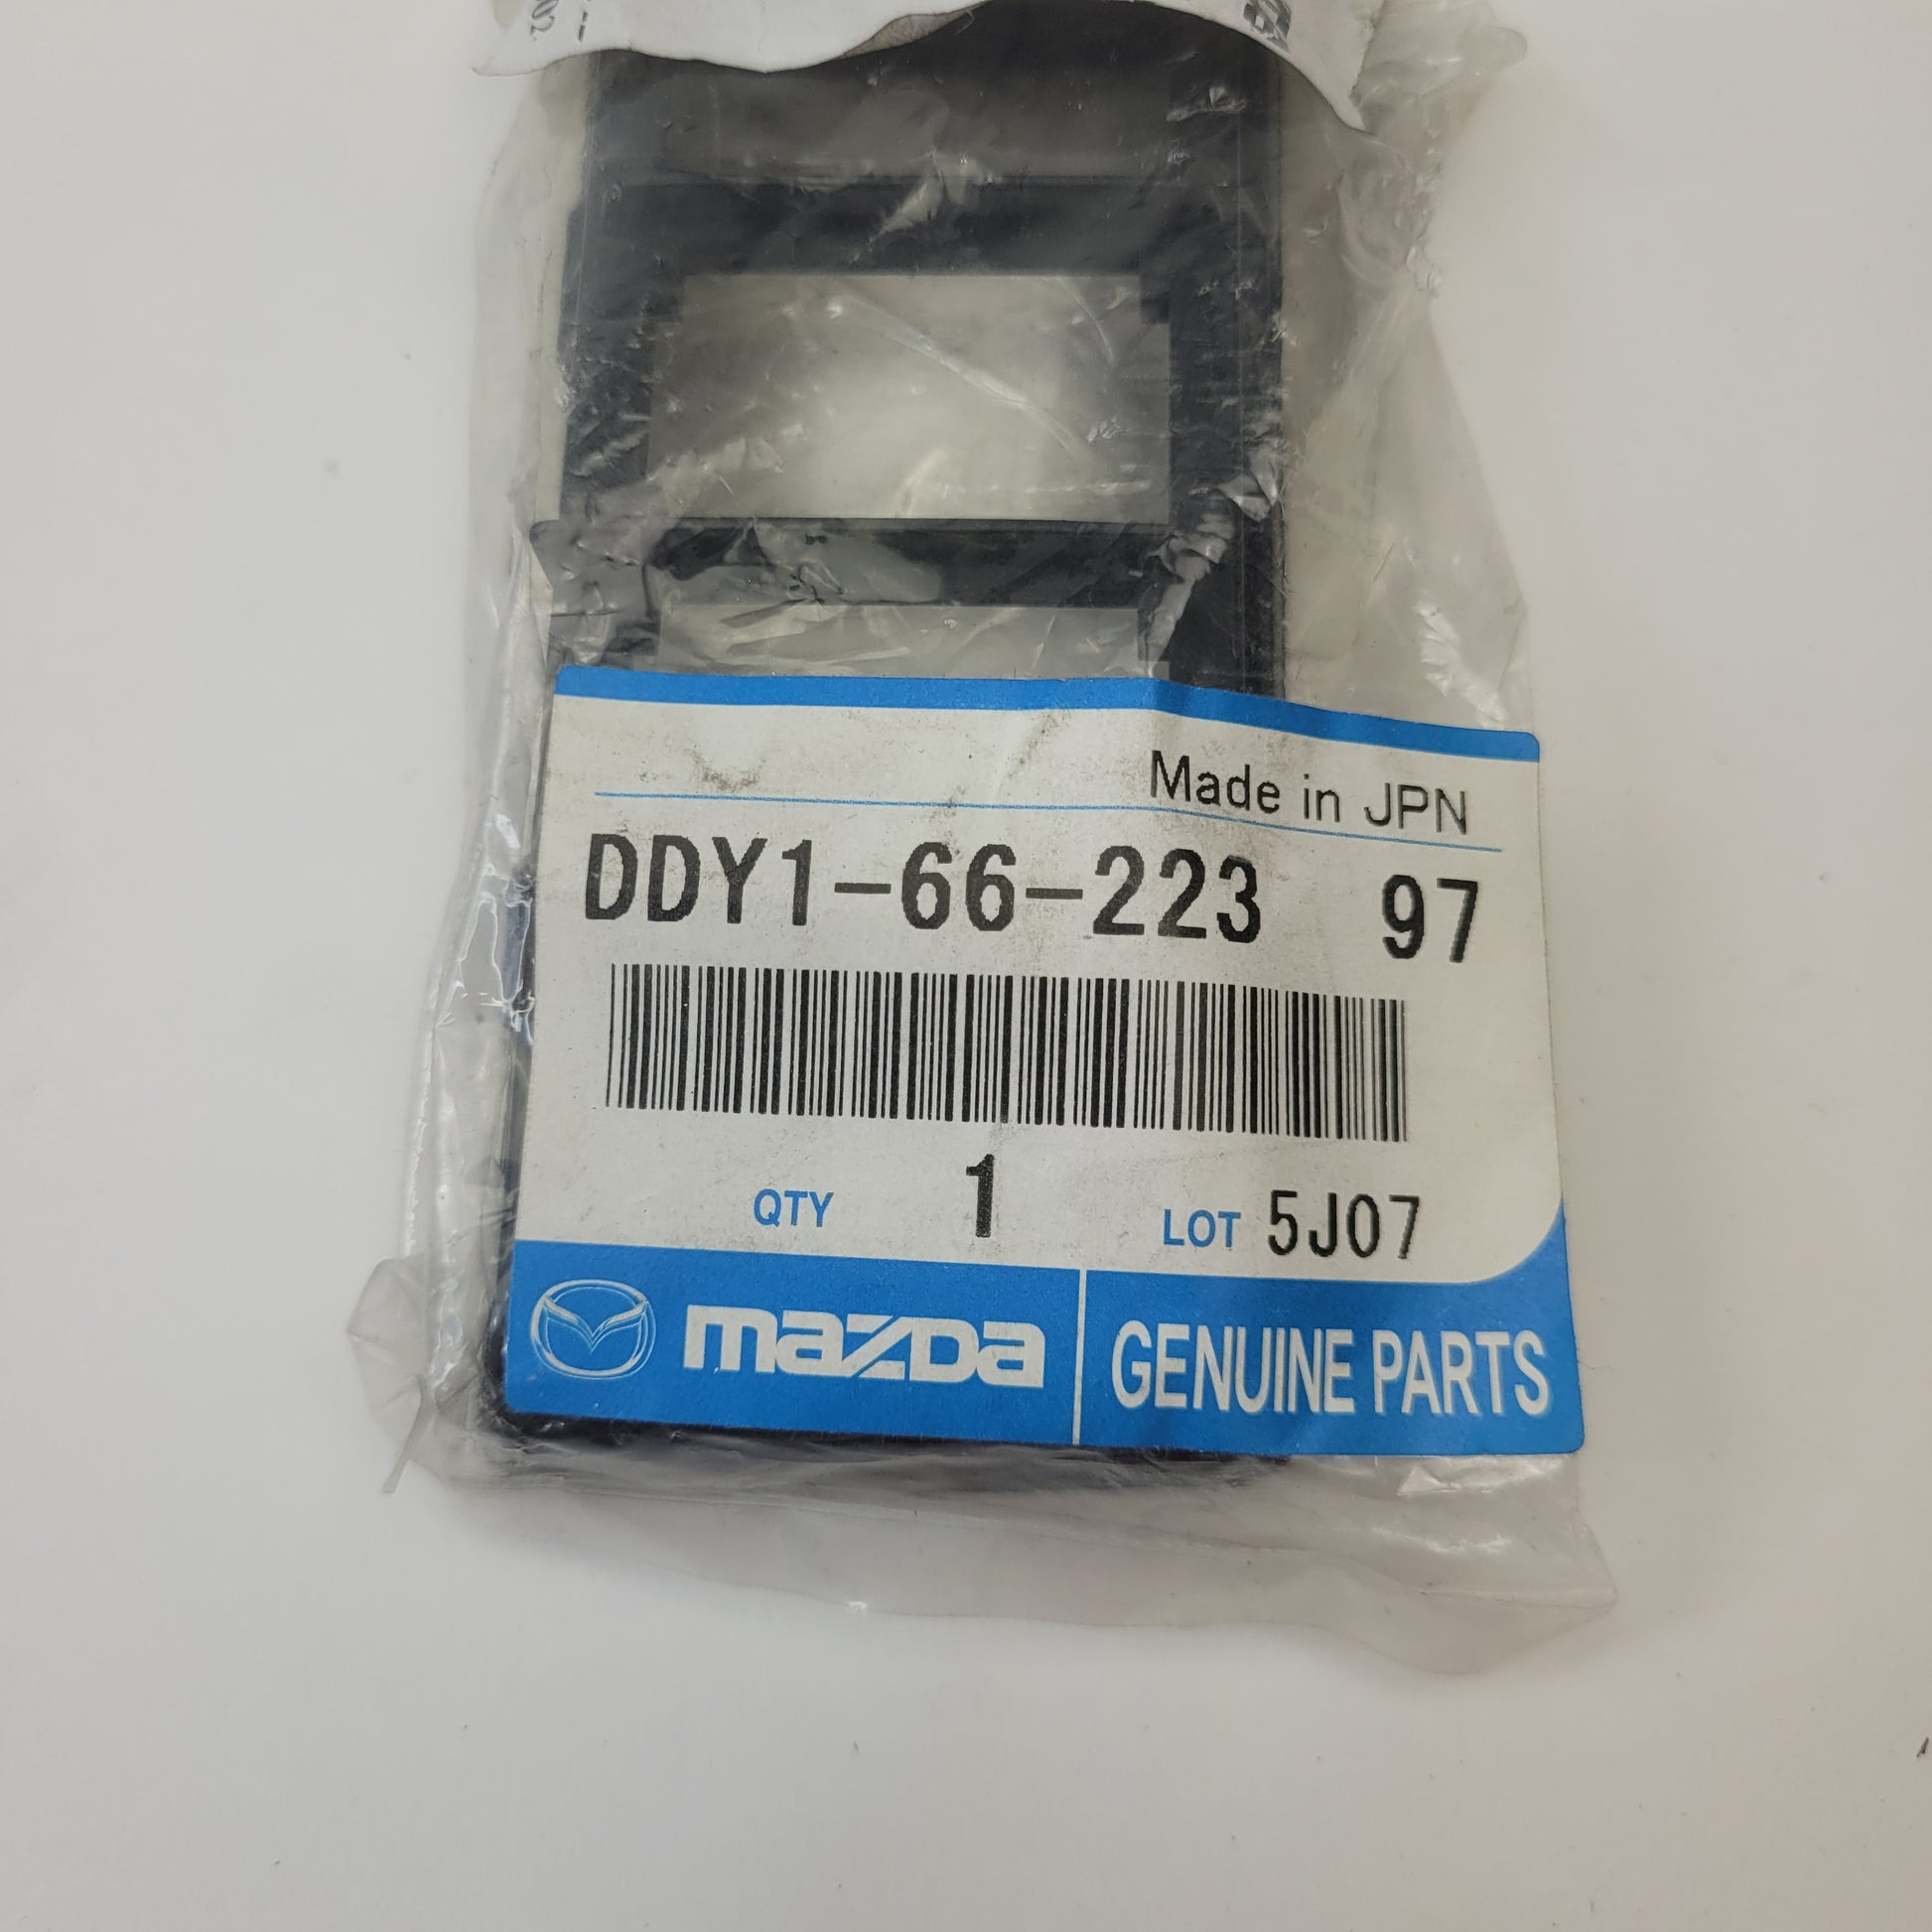 Made in JPN
DDY1-66-223 97
QTY 1 LOT 5J07
mazda GENUINE PARTS